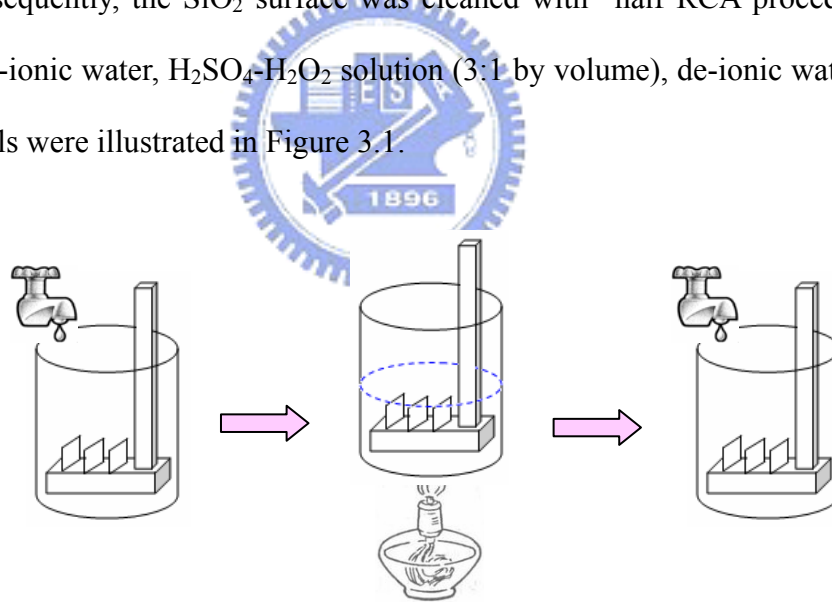 sequently, the SiO₂ surface was cleaned with “half RCA proced
-ionic water, H₂SO₄-H₂O₂ solution (3:1 by volume), de-ionic wat
ls were illustrated in Figure 3.1.
E S A
1896